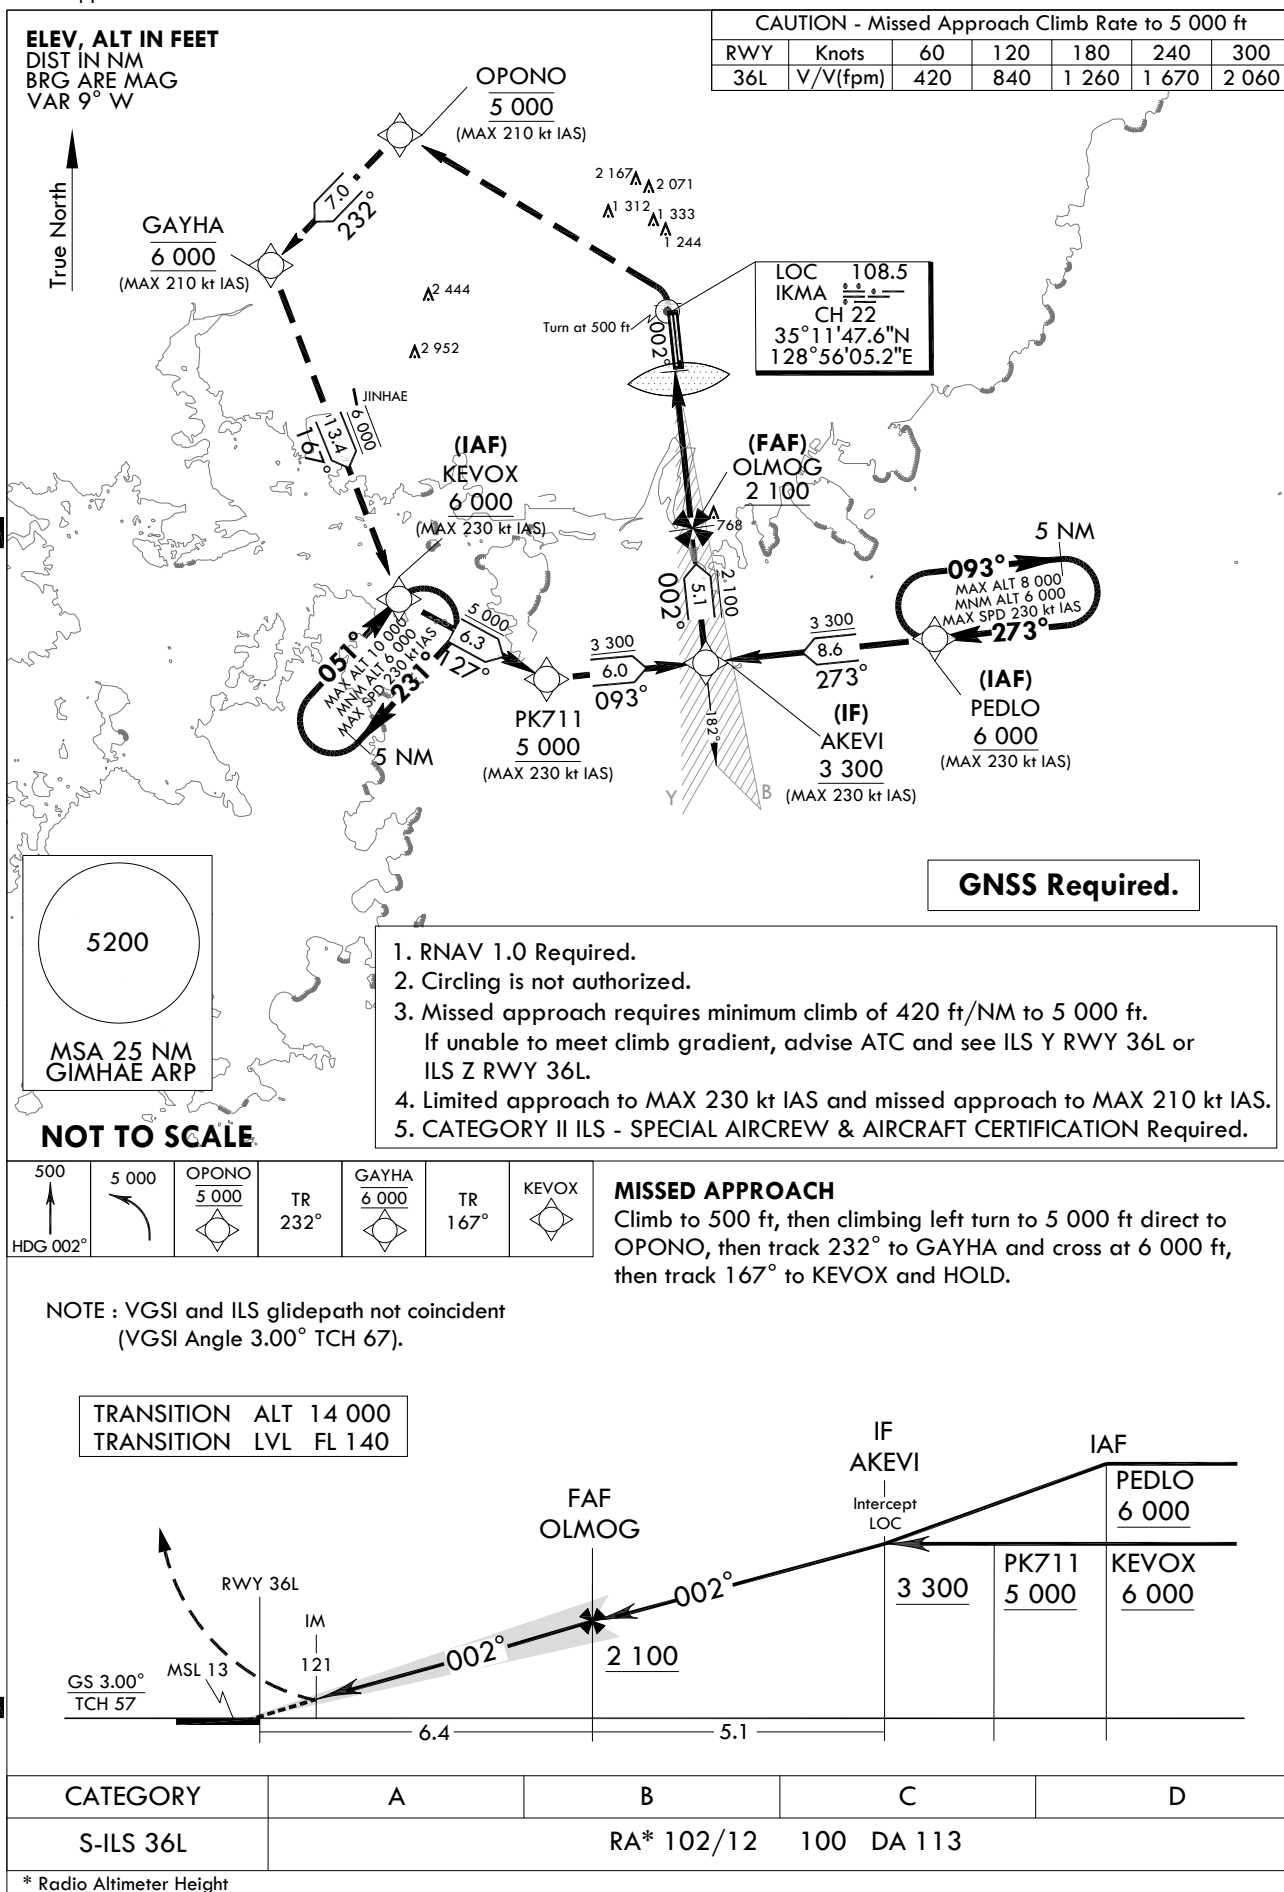 CAUTION - Missed Approach Climb Rate to 5 000 ft
RWY Knots 60 120 180 240 300
36L V/V(fpm) 420 840 1 260 1 670 2 060
ELEV, ALT IN FEET
DIST IN NM
BRG ARE MAG
VAR 9° W
True North
OPONO
5 000
(MAX 210 kt IAS)
7.0
232°
GAYHA
6 000
(MAX 210 kt IAS)
2 167
2 071
1 312
1 333
1 244
2 444
2 952
Turn at 500 ft
002°
LOC 108.5
IKMA
CH 22
35°11'47.6"N
128°56'05.2"E
JINHAE
6 000
13.4
167°
(IAF)
KEVOX
6 000
(MAX 230 kt IAS)
(FAF)
OLMOG
2 100
768
5 NM
093°
MAX ALT 8 000
MNM ALT 6 000
MAX SPD 230 kt IAS
273°
(IAF)
PEDLO
6 000
(MAX 230 kt IAS)
2 100
5.1
002°
3 300
8.6
273°
3 300
6.0
093°
5 000
6.3
127°
051°
MAX ALT 10 000
MNM ALT 6 000
MAX SPD 230 kt IAS
231°
5 NM
PK711
5 000
(MAX 230 kt IAS)
(IF)
AKEVI
3 300
(MAX 230 kt IAS)
182°
Y
B
5200
MSA 25 NM
GIMHAE ARP
NOT TO SCALE
GNSS Required.
1. RNAV 1.0 Required.
2. Circling is not authorized.
3. Missed approach requires minimum climb of 420 ft/NM to 5 000 ft.
If unable to meet climb gradient, advise ATC and see ILS Y RWY 36L or
ILS Z RWY 36L.
4. Limited approach to MAX 230 kt IAS and missed approach to MAX 210 kt IAS.
5. CATEGORY II ILS - SPECIAL AIRCREW & AIRCRAFT CERTIFICATION Required.
500
HDG 002°
5 000
OPONO
5 000
TR
232°
GAYHA
6 000
TR
167°
KEVOX
MISSED APPROACH
Climb to 500 ft, then climbing left turn to 5 000 ft direct to
OPONO, then track 232° to GAYHA and cross at 6 000 ft,
then track 167° to KEVOX and HOLD.
NOTE : VGSI and ILS glidepath not coincident
(VGSI Angle 3.00° TCH 67).
TRANSITION ALT 14 000
TRANSITION LVL FL 140
IF
AKEVI
Intercept
LOC
IAF
PEDLO
6 000
FAF
OLMOG
002°
3 300
PK711
5 000
KEVOX
6 000
RWY 36L
IM
121
002°
2 100
MSL 13
GS 3.00°
TCH 57
6.4
5.1
CATEGORY A B C D
S-ILS 36L RA* 102/12 100 DA 113
* Radio Altimeter Height